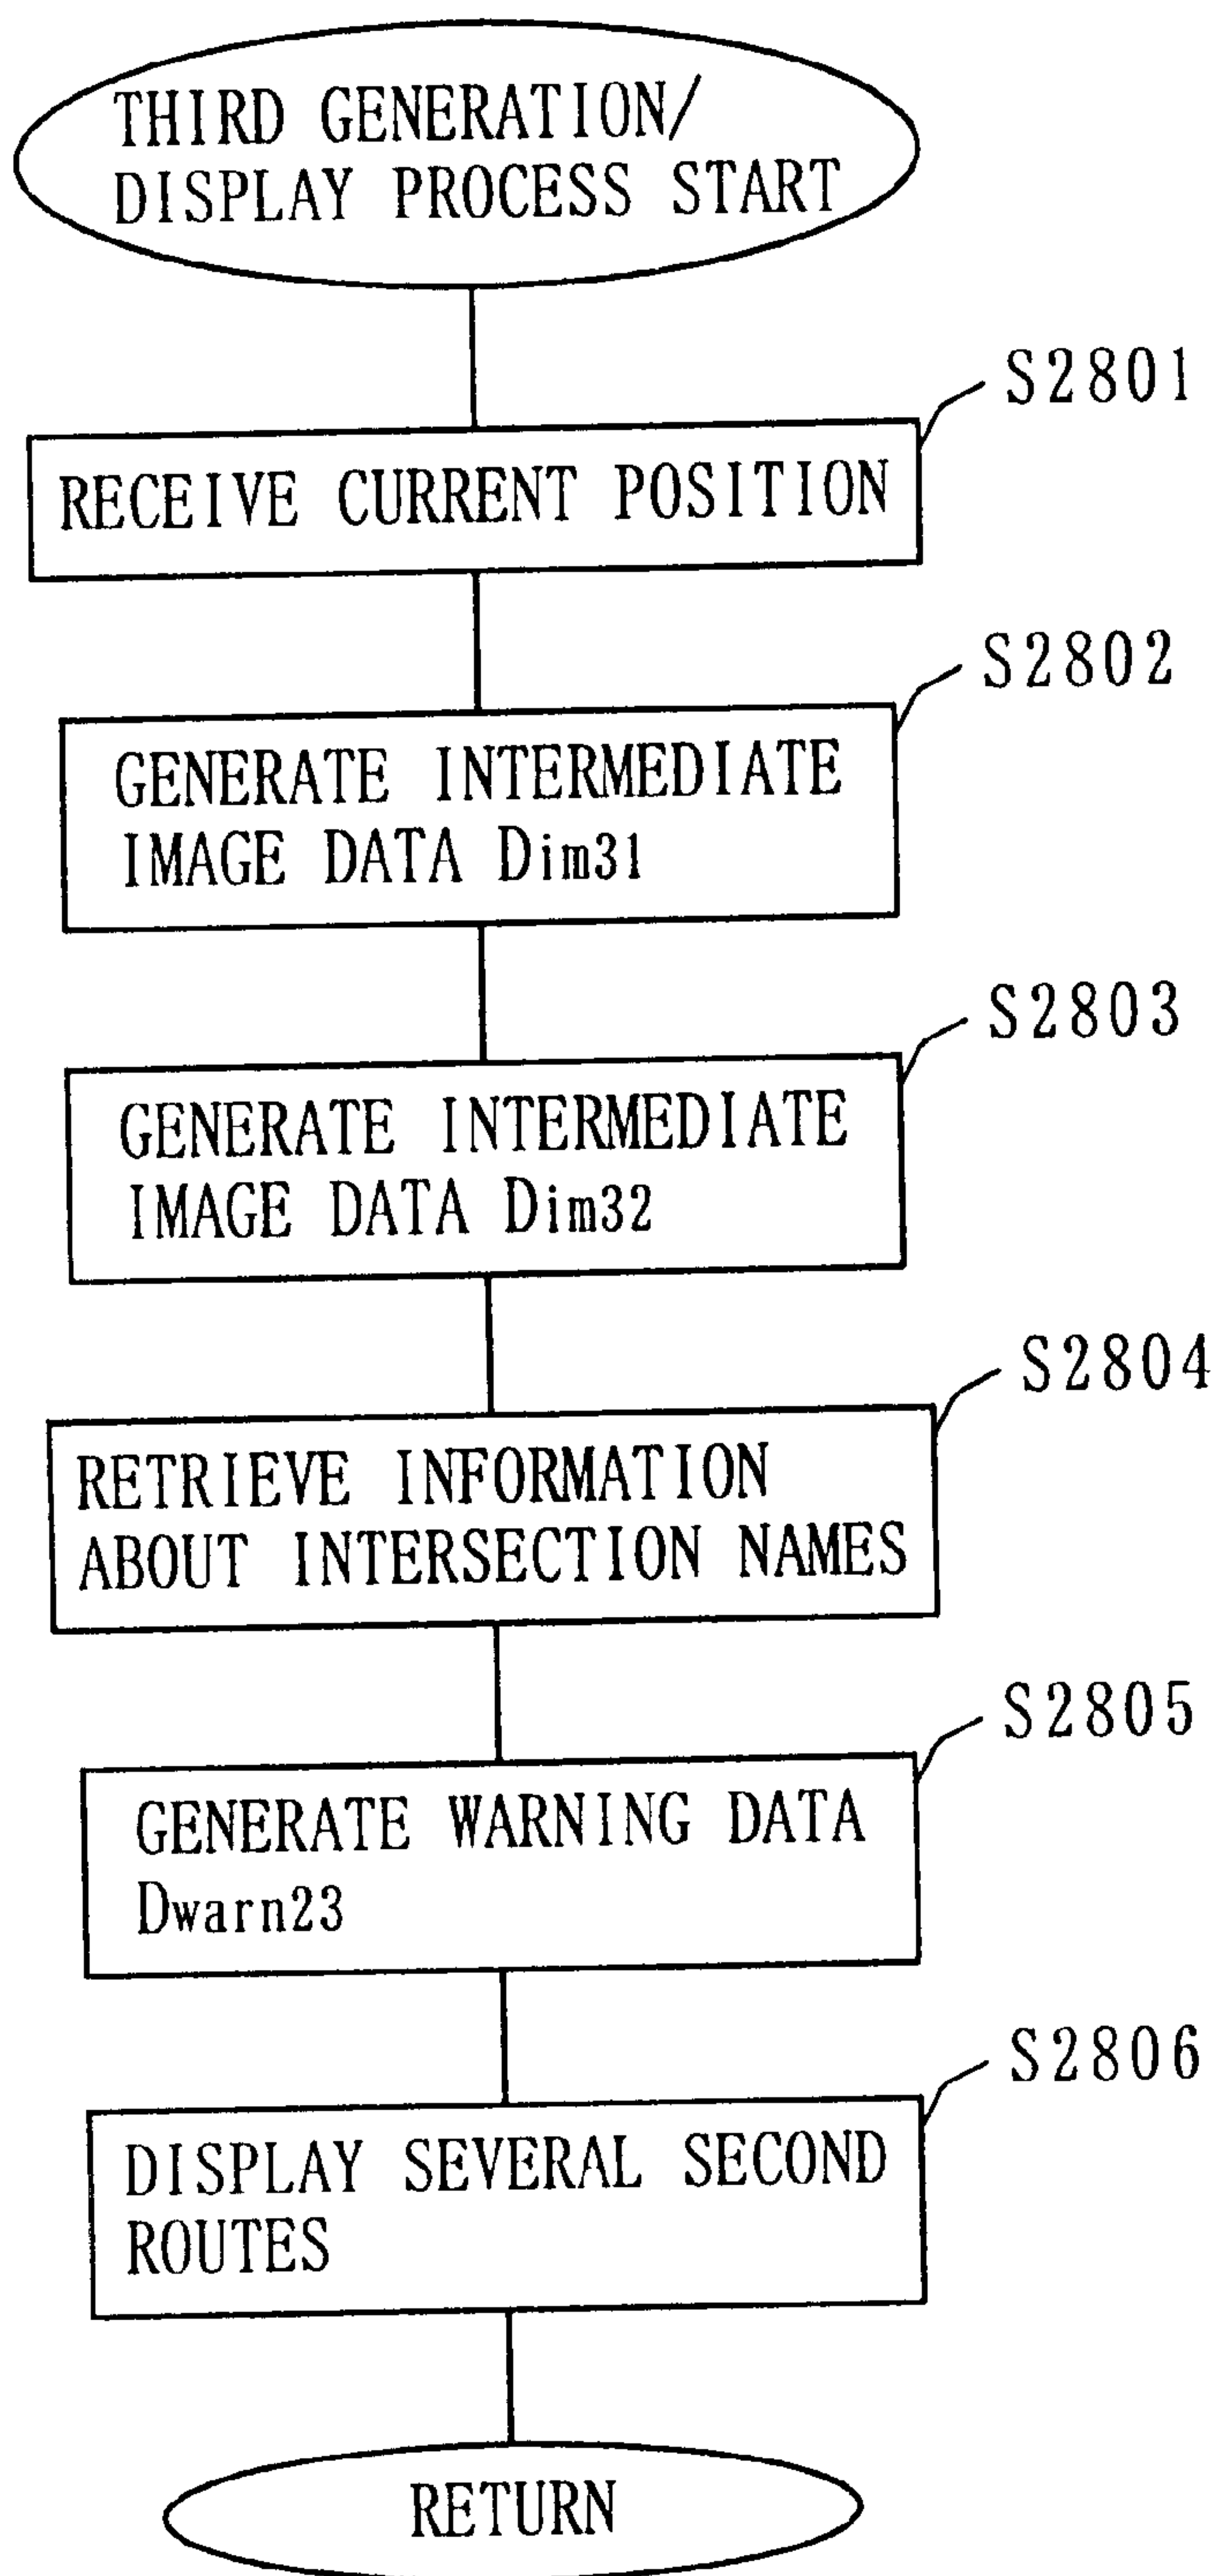 THIRD GENERATION/
DISPLAY PROCESS START
S2801
RECEIVE CURRENT POSITION
S2802
GENERATE INTERMEDIATE
IMAGE DATA Dim31
S2803
GENERATE INTERMEDIATE
IMAGE DATA Dim32
S2804
RETRIEVE INFORMATION
ABOUT INTERSECTION NAMES
S2805
GENERATE WARNING DATA
Dwarn23
S2806
DISPLAY SEVERAL SECOND
ROUTES
RETURN